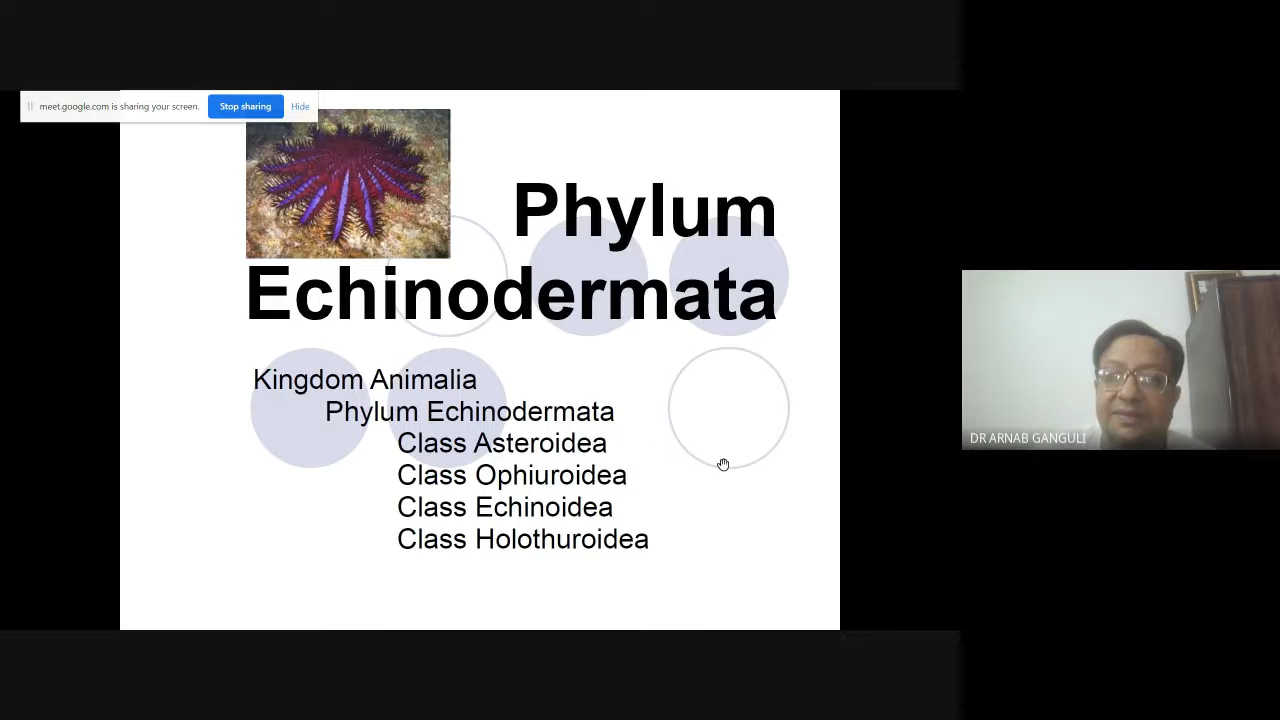 meet.google.com is sharing your screen. Stop sharing Hide
Phylum
Echinodermata
Kingdom Animalia
Phylum Echinodermata
Class Asteroidea
Class Ophiuroidea
Class Echinoidea
Class Holothuroidea
DR ARNAB GANGULI